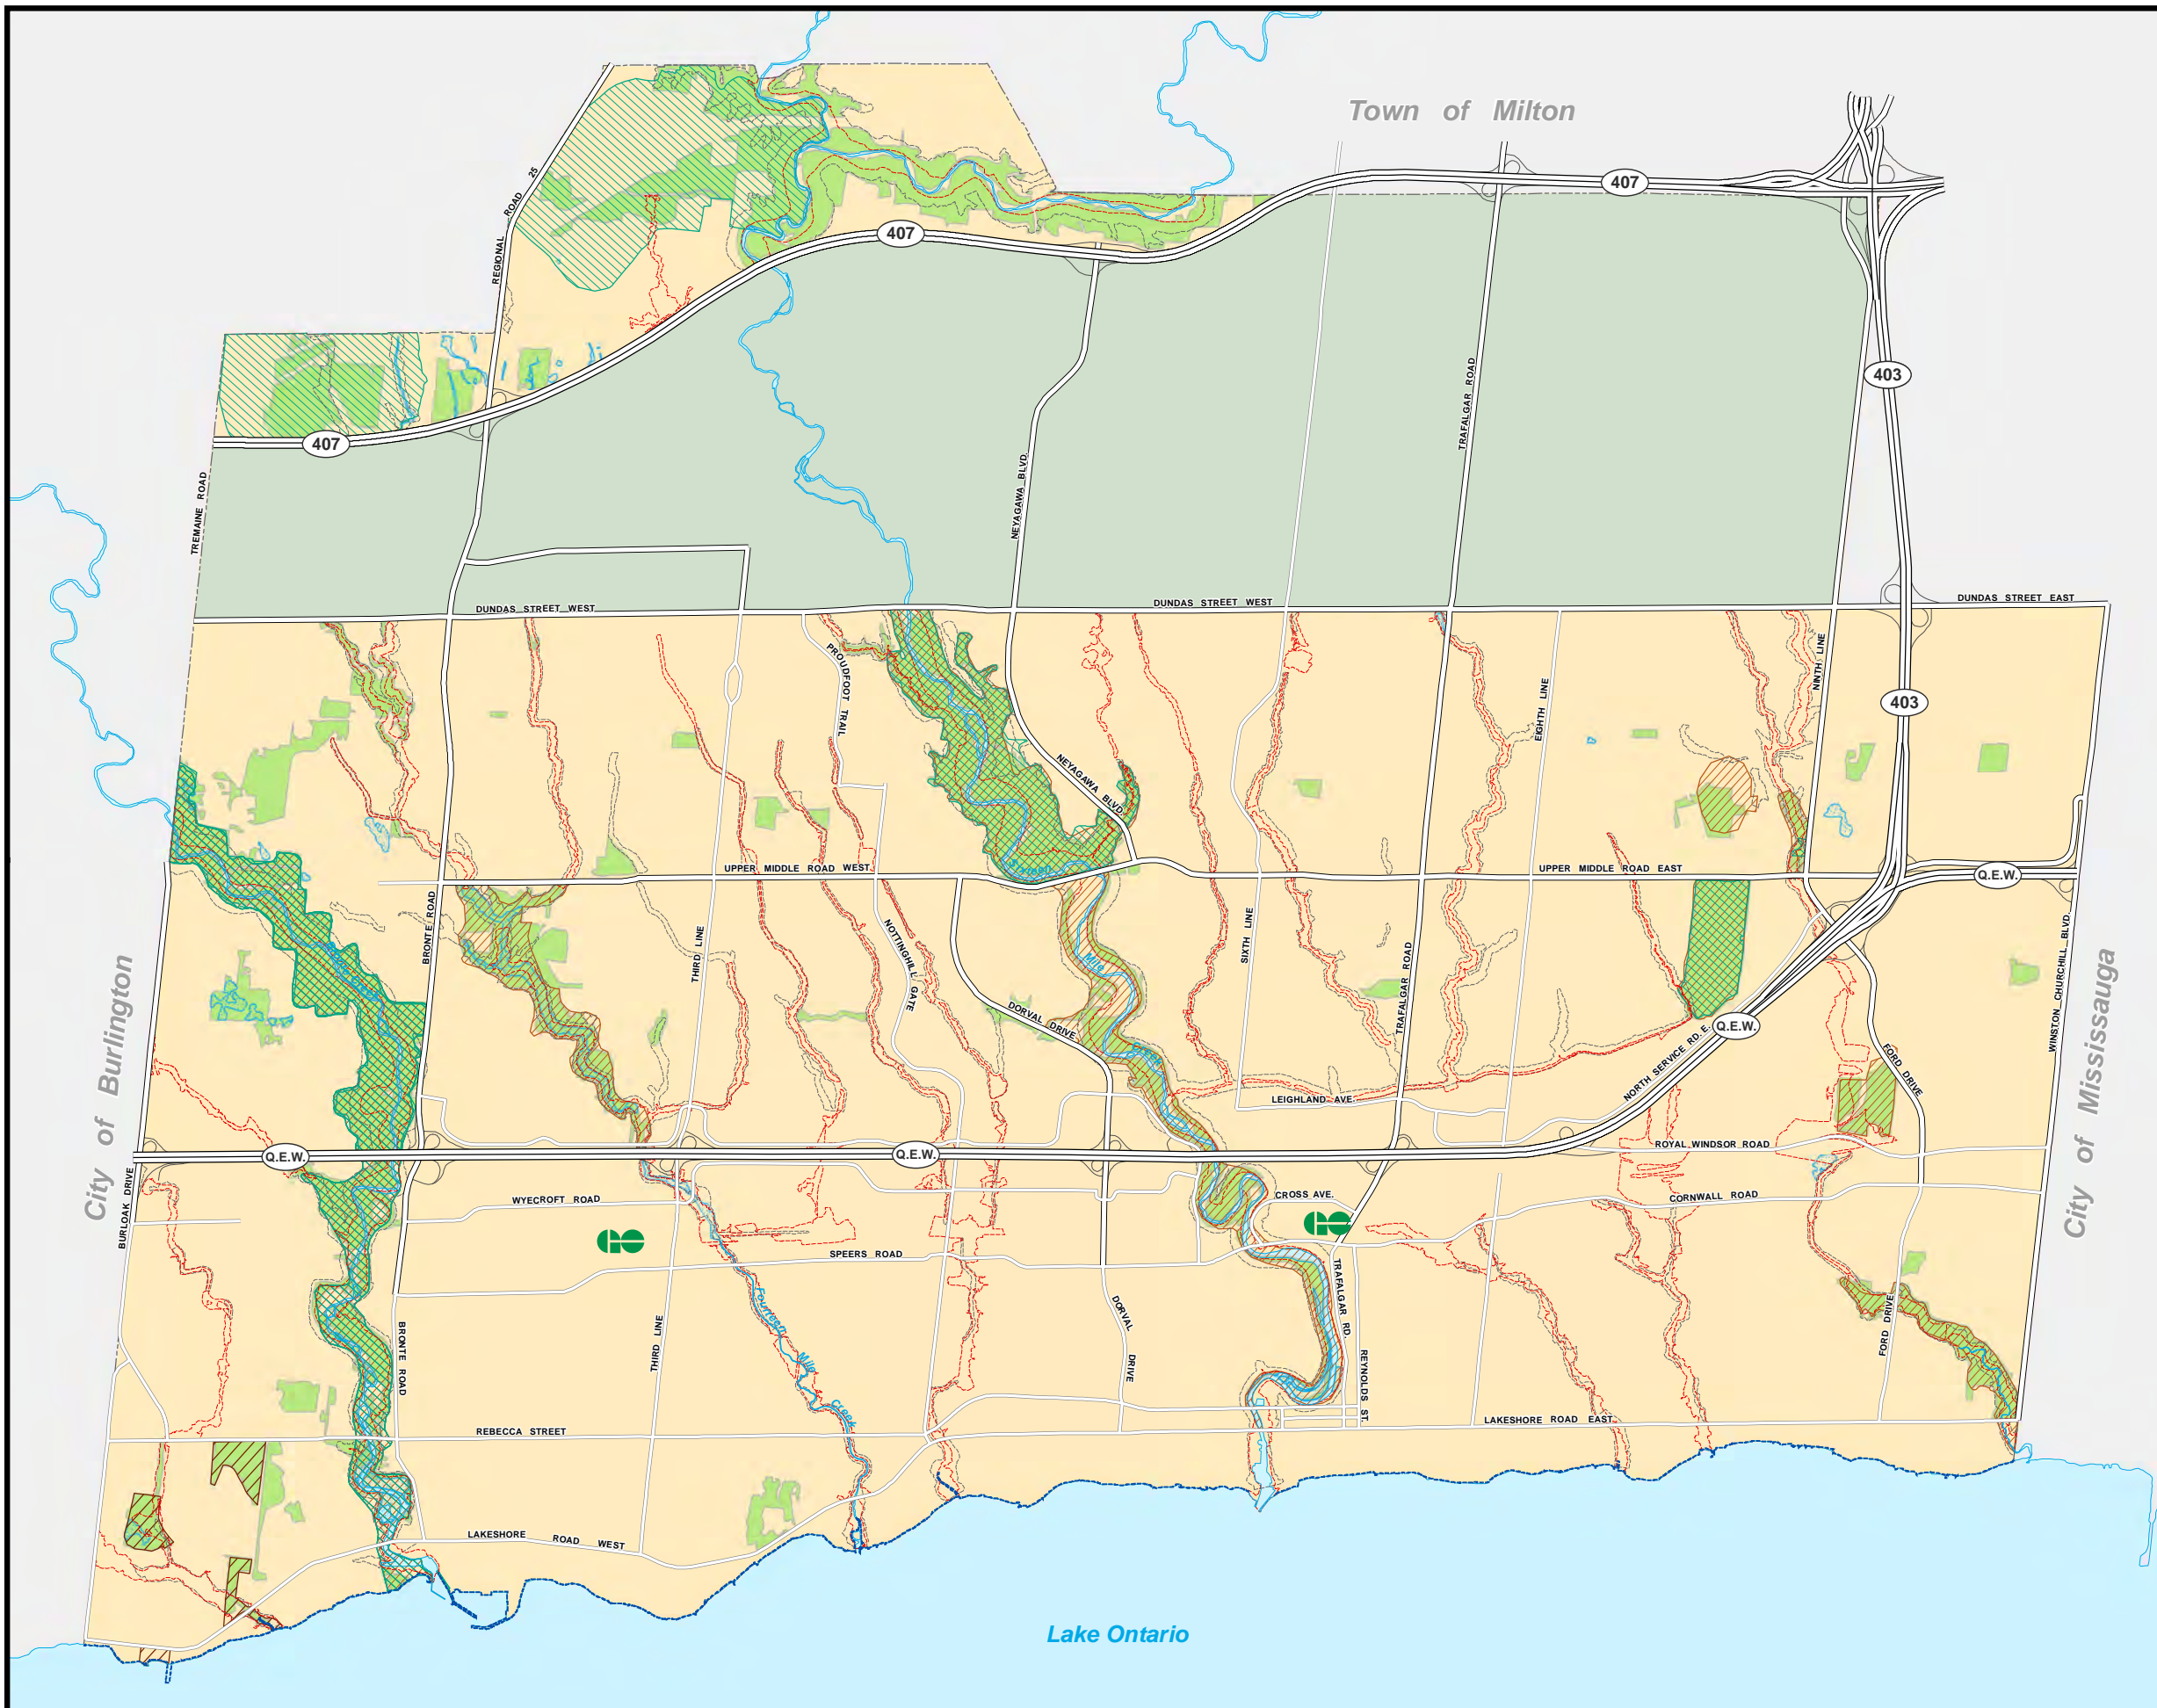 Town of Milton
407
REGIONAL ROAD 25
407
403
TRAFALGAR ROAD
407
NEYAGAWA BLVD.
TREMAINE ROAD
DUNDAS STREET WEST
DUNDAS STREET WEST
DUNDAS STREET EAST
PROUDFOOT TRAIL
NINTH LINE
EIGHTH LINE
403
NEYAGAWA BLVD.
UPPER MIDDLE ROAD WEST
UPPER MIDDLE ROAD EAST
Q.E.W.
BRONTE ROAD
THIRD LINE
NOTTINGHILL GATE
SIXTH LINE
TRAFALGAR ROAD
Mile
DORVAL DRIVE
Q.E.W.
NORTH SERVICE RD. E.
FORD DRIVE
WINSTON CHURCHILL BLVD.
City of Burlington
City of Mississauga
LEIGHLAND AVE.
Q.E.W.
Q.E.W.
ROYAL WINDSOR ROAD
BURLOAK DRIVE
WYECROFT ROAD
CROSS AVE.
CORNWALL ROAD
GO
GO
SPEERS ROAD
TRAFALGAR RD.
Fourteen
Mile
Creek
THIRD LINE
BRONTE ROAD
DORVAL DRIVE
REYNOLDS ST.
FORD DRIVE
REBECCA STREET
LAKESHORE ROAD EAST
LAKESHORE ROAD WEST
Lake Ontario